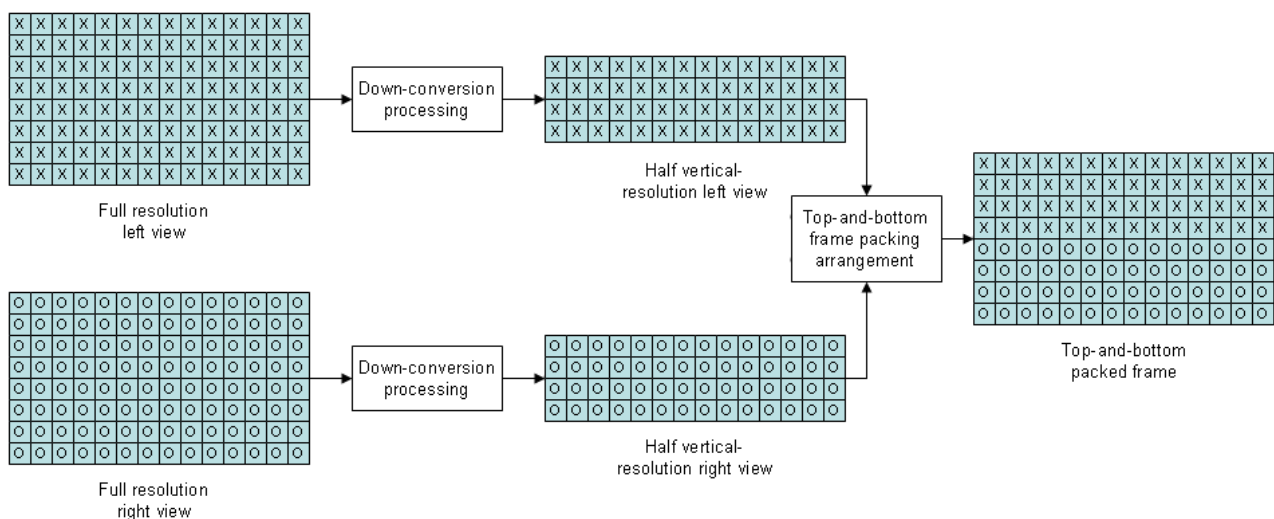 X X X X X X X X X X X X X X
X X X X X X X X X X X X X X
X X X X X X X X X X X X X X
X X X X X X X X X X X X X X
X X X X X X X X X X X X X X
X X X X X X X X X X X X X X
X X X X X X X X X X X X X X
X X X X X X X X X X X X X X
Full resolution
left view
Down-conversion
processing
X X X X X X X X X X X X X X
X X X X X X X X X X X X X X
X X X X X X X X X X X X X X
X X X X X X X X X X X X X X
Half vertical-
resolution left view
O O O O O O O O O O O O O O
O O O O O O O O O O O O O O
O O O O O O O O O O O O O O
O O O O O O O O O O O O O O
O O O O O O O O O O O O O O
O O O O O O O O O O O O O O
O O O O O O O O O O O O O O
O O O O O O O O O O O O O O
Full resolution
right view
Down-conversion
processing
O O O O O O O O O O O O O O
O O O O O O O O O O O O O O
O O O O O O O O O O O O O O
O O O O O O O O O O O O O O
Half vertical-
resolution right view
Top-and-bottom
frame packing
arrangement
X X X X X X X X X X X X X X
X X X X X X X X X X X X X X
X X X X X X X X X X X X X X
X X X X X X X X X X X X X X
O O O O O O O O O O O O O O
O O O O O O O O O O O O O O
O O O O O O O O O O O O O O
O O O O O O O O O O O O O O
Top-and-bottom
packed frame